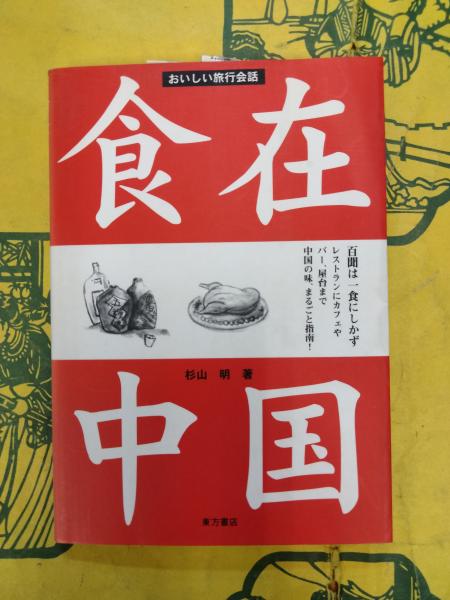 おいしい旅行会話
食在
中国
百聞は一食にしかず
レストランにカフェや
バー、屋台まで
中国の味、まるごと指南！
杉山 明 著
東方書店